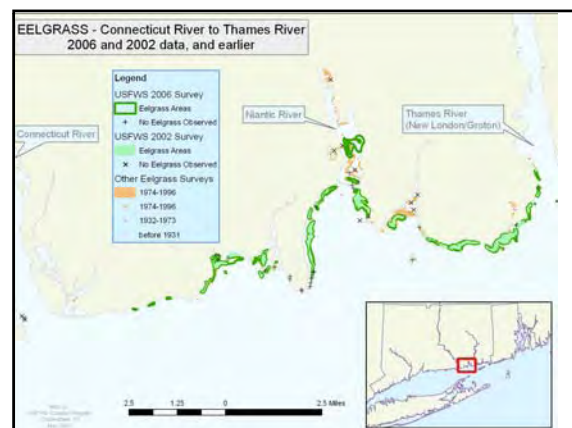 EELGRASS - Connecticut River to Thames River
2006 and 2002 data, and earlier
Legend
USFWS 2006 Survey
Eelgrass Areas
+ No Eelgrass Observed
USFWS 2002 Survey
Eelgrass Areas
× No Eelgrass Observed
Other Eelgrass Surveys
1974-1996
1974-1996
1932-1973
before 1931
Connecticut River
Niantic River
Thames River
(New London/Groton)
2.5 1.25 0 2.5 Miles